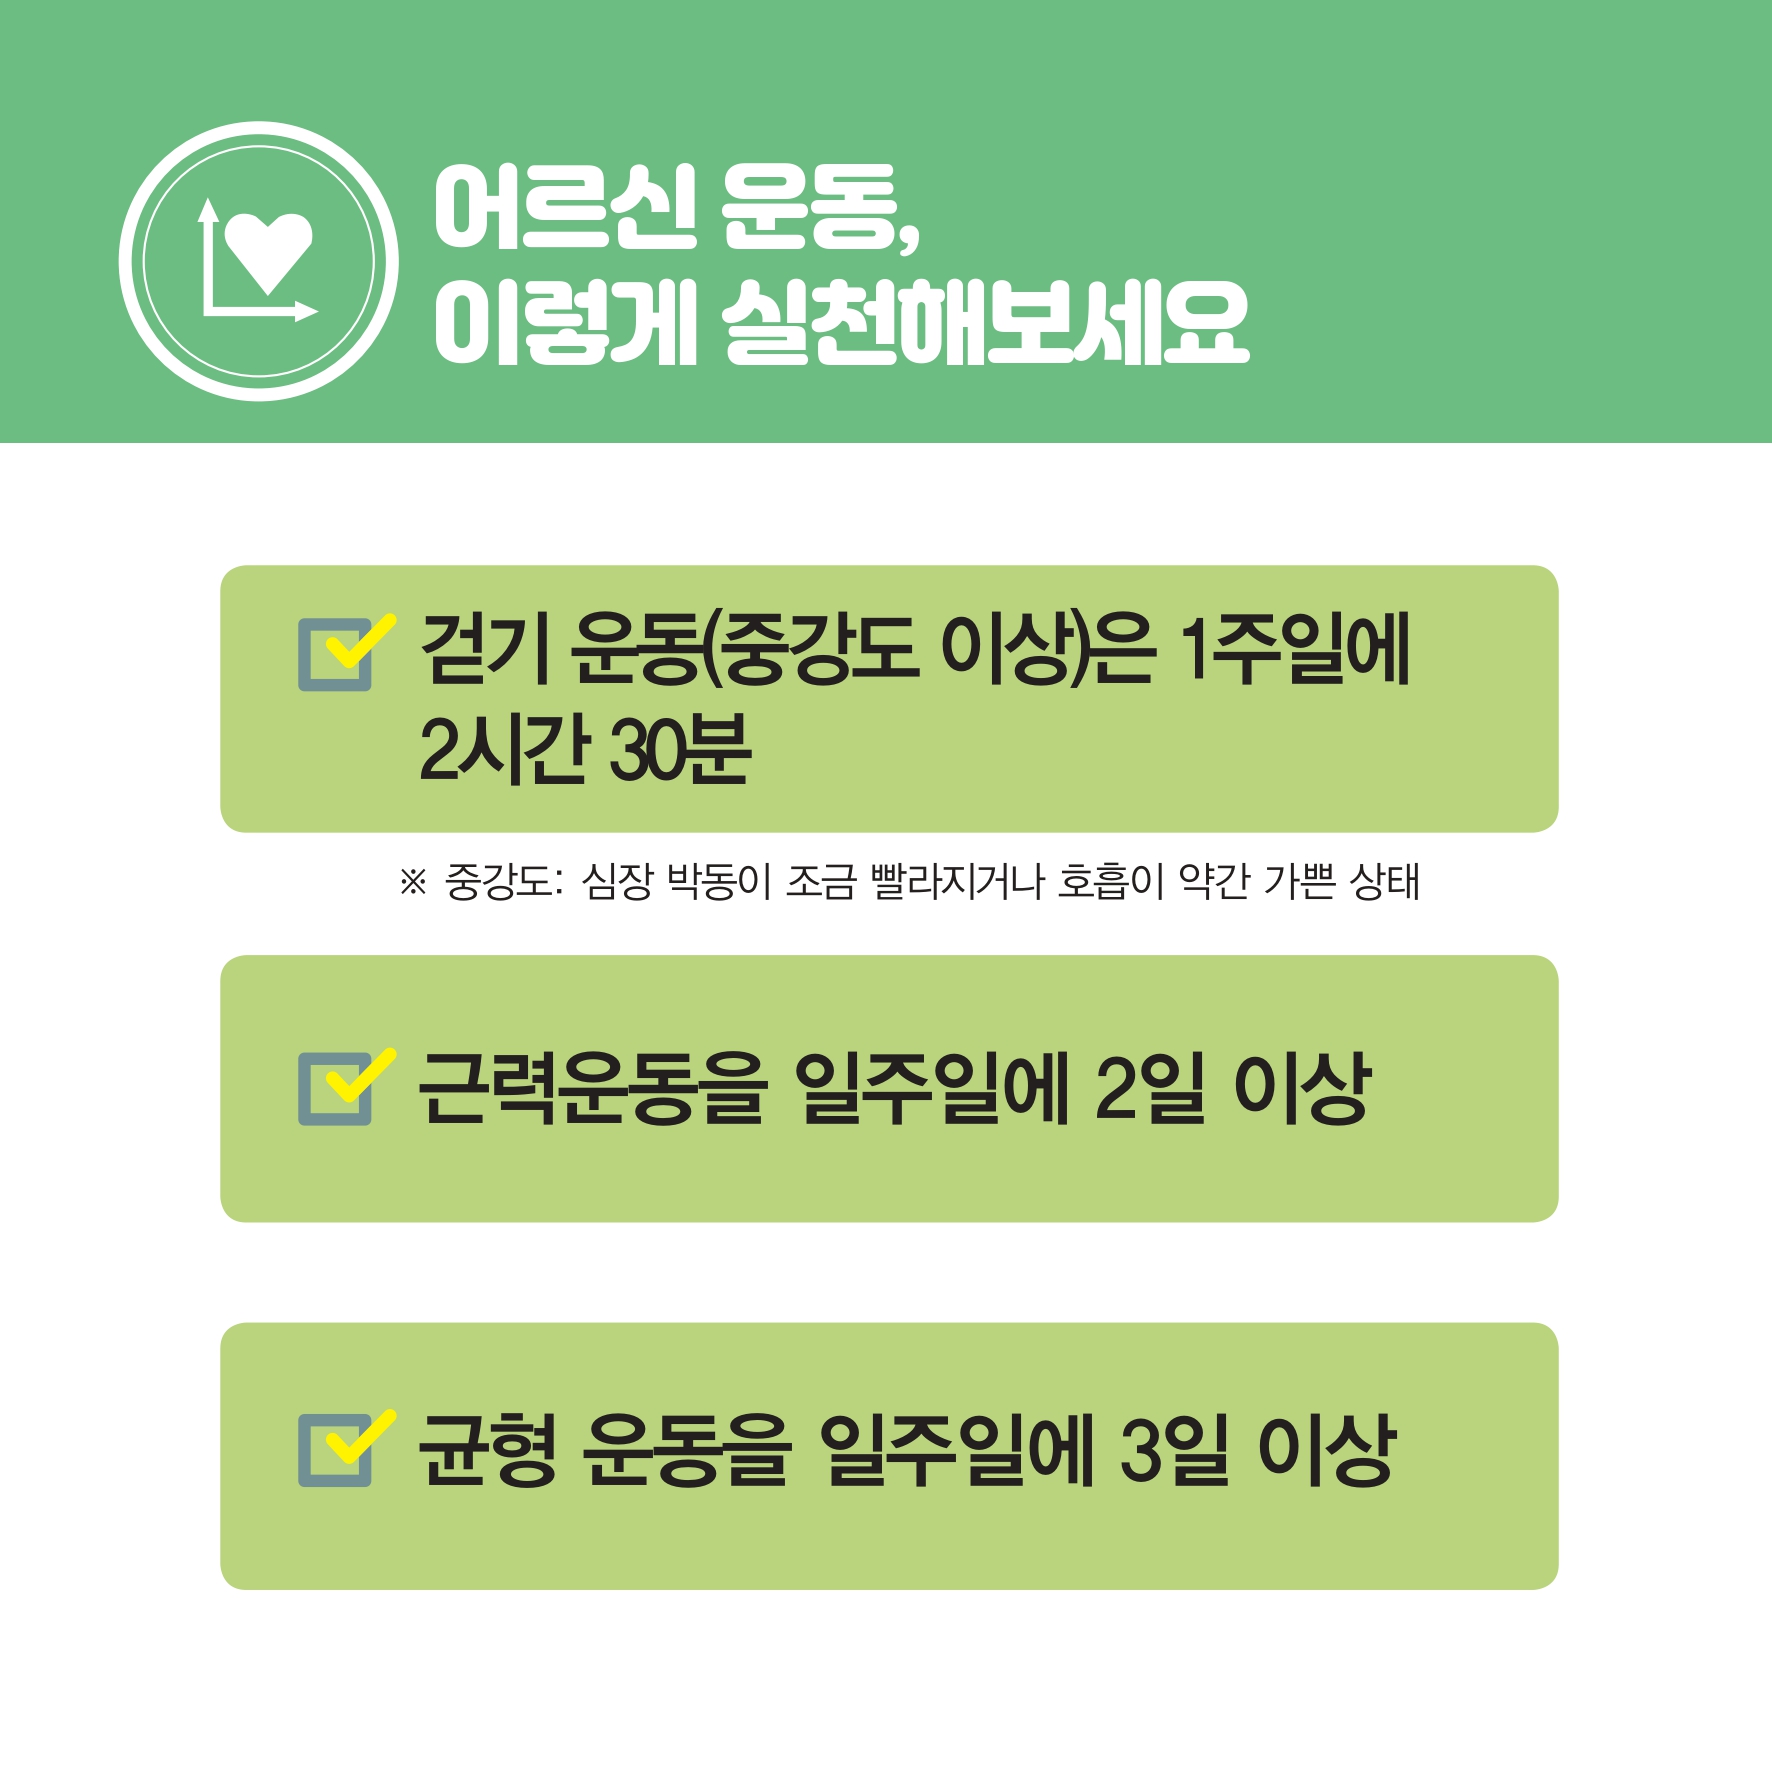 어르신 운동,
이렇게 실천해보세요
걷기 운동(중강도 이상)은 1주일에
2시간 30분
※ 중강도: 심장 박동이 조금 빨라지거나 호흡이 약간 가쁜 상태
근력운동을 일주일에 2일 이상
균형 운동을 일주일에 3일 이상